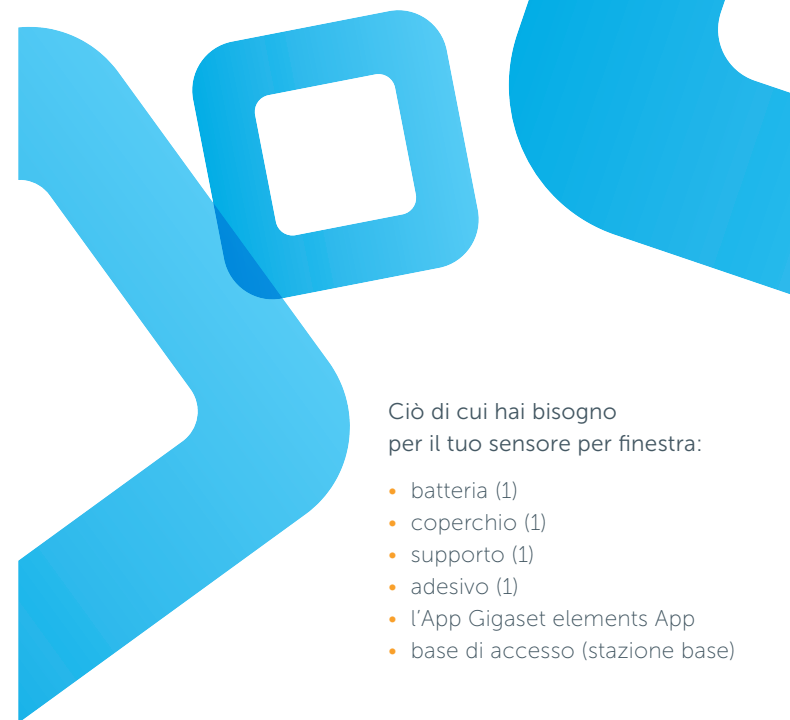 Ciò di cui hai bisogno
per il tuo sensore per finestra:
• batteria (1)
• coperchio (1)
• supporto (1)
• adesivo (1)
• l’App Gigaset elements App
• base di accesso (stazione base)